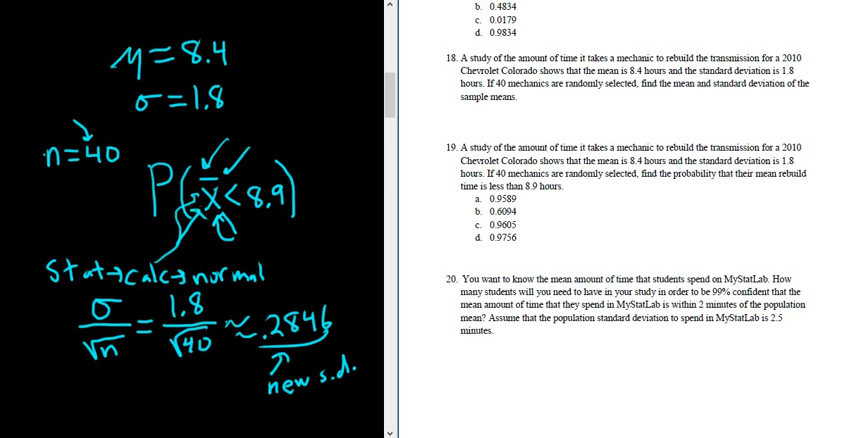 μ = 8.4
σ = 1.8
n = 40
P(x̄ < 8.9)
Stat → calc → normal
σ/√n = 1.8/√40 ≈ .2846
new s.d.
b. 0.4834
c. 0.0179
d. 0.9834
18. A study of the amount of time it takes a mechanic to rebuild the transmission for a 2010
Chevrolet Colorado shows that the mean is 8.4 hours and the standard deviation is 1.8
hours. If 40 mechanics are randomly selected, find the mean and standard deviation of the
sample means.
19. A study of the amount of time it takes a mechanic to rebuild the transmission for a 2010
Chevrolet Colorado shows that the mean is 8.4 hours and the standard deviation is 1.8
hours. If 40 mechanics are randomly selected, find the probability that their mean rebuild
time is less than 8.9 hours.
a. 0.9589
b. 0.6094
c. 0.9605
d. 0.9756
20. You want to know the mean amount of time that students spend on MyStatLab. How
many students will you need to have in your study in order to be 99% confident that the
mean amount of time that they spend in MyStatLab is within 2 minutes of the population
mean? Assume that the population standard deviation to spend in MyStatLab is 2.5
minutes.